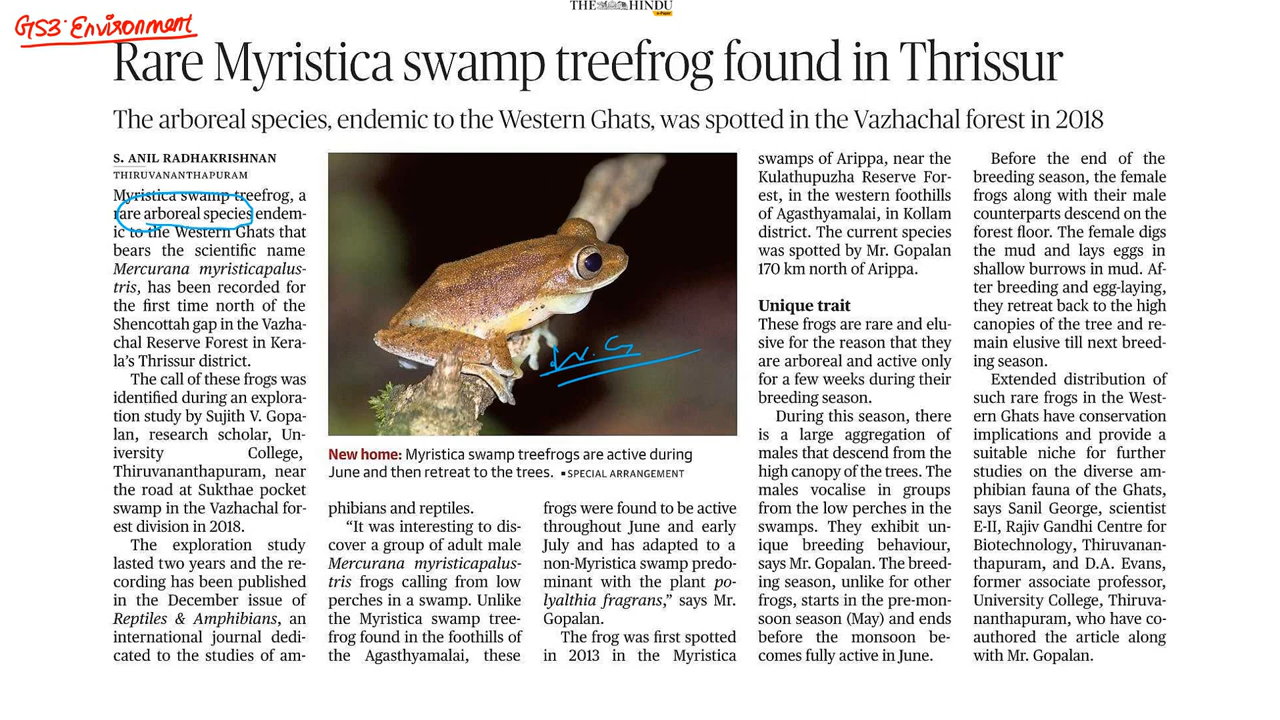 THE HINDU
e-Paper
GS3: Environment
Rare Myristica swamp treefrog found in Thrissur
The arboreal species, endemic to the Western Ghats, was spotted in the Vazhachal forest in 2018
S. ANIL RADHAKRISHNAN
THIRUVANANTHAPURAM
Myristica swamp treefrog, a
rare arboreal species endem-
ic to the Western Ghats that
bears the scientific name
Mercurana myristicapalus-
tris, has been recorded for
the first time north of the
Shencottah gap in the Vazha-
chal Reserve Forest in Kera-
la's Thrissur district.
The call of these frogs was
identified during an explora-
tion study by Sujith V. Gopa-
lan, research scholar, Un-
iversity College,
Thiruvananthapuram, near
the road at Sukthae pocket
swamp in the Vazhachal for-
est division in 2018.
The exploration study
lasted two years and the re-
cording has been published
in the December issue of
Reptiles & Amphibians, an
international journal dedi-
cated to the studies of am-
W.G
New home: Myristica swamp treefrogs are active during
June and then retreat to the trees. ▪SPECIAL ARRANGEMENT
phibians and reptiles.
"It was interesting to dis-
cover a group of adult male
Mercurana myristicapalus-
tris frogs calling from low
perches in a swamp. Unlike
the Myristica swamp tree-
frog found in the foothills of
the Agasthyamalai, these
frogs were found to be active
throughout June and early
July and has adapted to a
non-Myristica swamp predo-
minant with the plant po-
lyalthia fragrans," says Mr.
Gopalan.
The frog was first spotted
in 2013 in the Myristica
swamps of Arippa, near the
Kulathupuzha Reserve For-
est, in the western foothills
of Agasthyamalai, in Kollam
district. The current species
was spotted by Mr. Gopalan
170 km north of Arippa.
Unique trait
These frogs are rare and elu-
sive for the reason that they
are arboreal and active only
for a few weeks during their
breeding season.
During this season, there
is a large aggregation of
males that descend from the
high canopy of the trees. The
males vocalise in groups
from the low perches in the
swamps. They exhibit un-
ique breeding behaviour,
says Mr. Gopalan. The breed-
ing season, unlike for other
frogs, starts in the pre-mon-
soon season (May) and ends
before the monsoon be-
comes fully active in June.
Before the end of the
breeding season, the female
frogs along with their male
counterparts descend on the
forest floor. The female digs
the mud and lays eggs in
shallow burrows in mud. Af-
ter breeding and egg-laying,
they retreat back to the high
canopies of the tree and re-
main elusive till next breed-
ing season.
Extended distribution of
such rare frogs in the West-
ern Ghats have conservation
implications and provide a
suitable niche for further
studies on the diverse am-
phibian fauna of the Ghats,
says Sanil George, scientist
E-II, Rajiv Gandhi Centre for
Biotechnology, Thiruvanan-
thapuram, and D.A. Evans,
former associate professor,
University College, Thiruva-
nanthapuram, who have co-
authored the article along
with Mr. Gopalan.